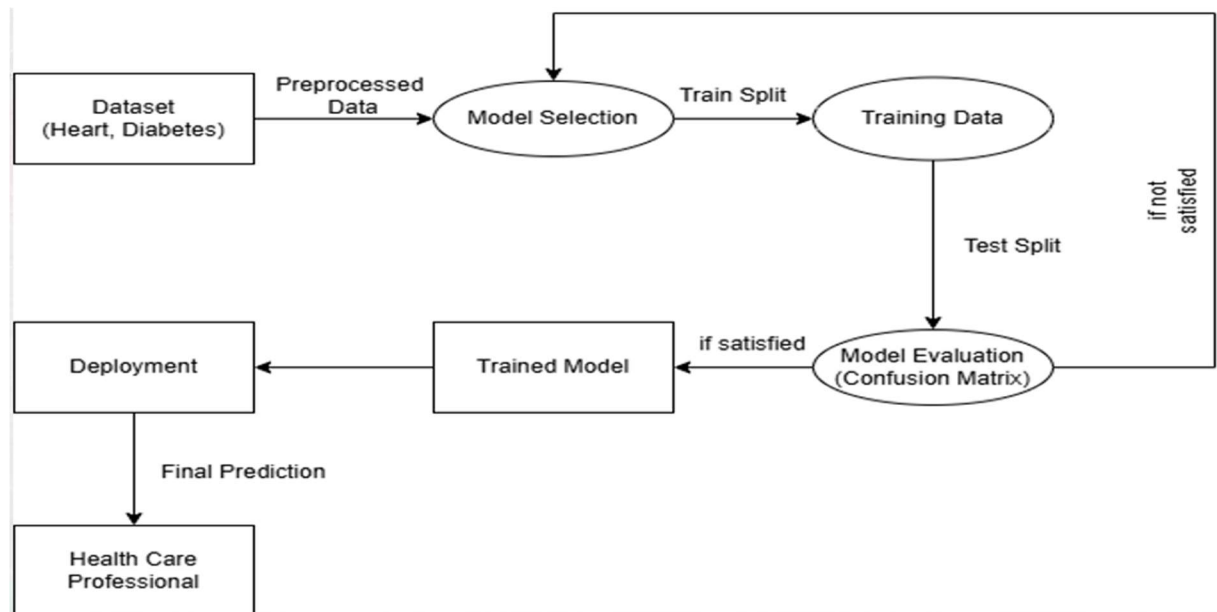 Dataset
(Heart, Diabetes)
Preprocessed
Data
Model Selection
Train Split
Training Data
if not
satisfied
Test Split
Deployment
Trained Model
if satisfied
Model Evaluation
(Confusion Matrix)
Final Prediction
Health Care
Professional